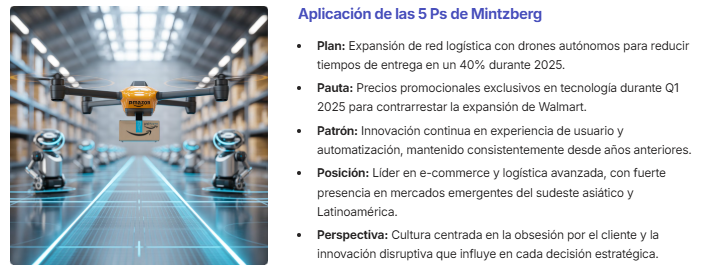 Aplicación de las 5 Ps de Mintzberg
Plan: Expansión de red logística con drones autónomos para reducir
tiempos de entrega en un 40% durante 2025.
Pauta: Precios promocionales exclusivos en tecnología durante Q1
2025 para contrarrestar la expansión de Walmart.
Patrón: Innovación continua en experiencia de usuario y
automatización, mantenido consistentemente desde años anteriores.
Posición: Líder en e-commerce y logística avanzada, con fuerte
presencia en mercados emergentes del sudeste asiático y
Latinoamérica.
Perspectiva: Cultura centrada en la obsesión por el cliente y la
innovación disruptiva que influye en cada decisión estratégica.